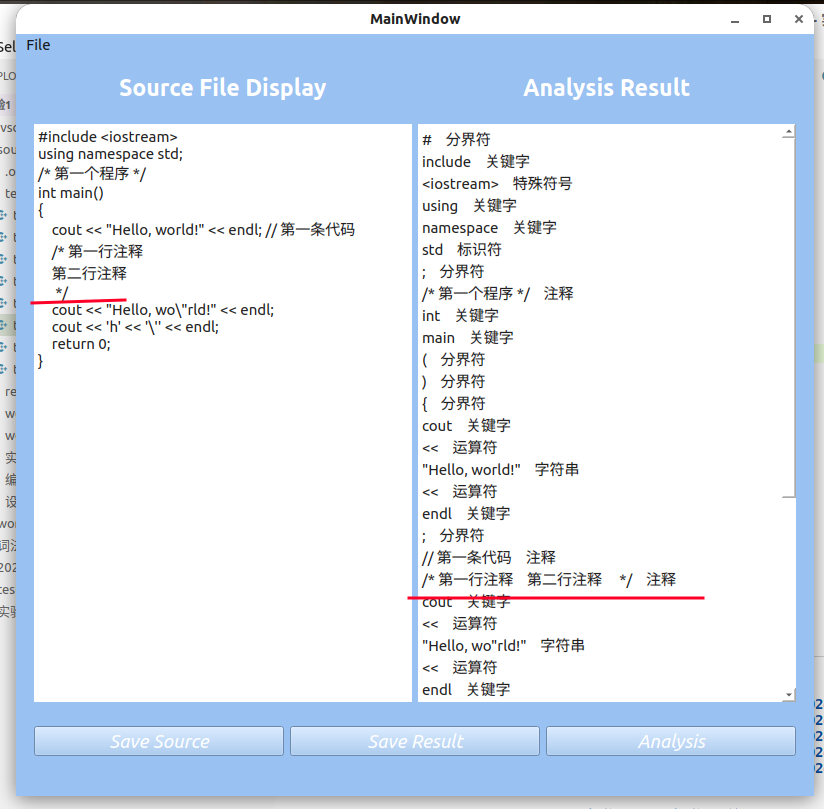 MainWindow
File
Source File Display
Analysis Result
#include <iostream>
using namespace std;
/* 第一个程序 */
int main()
{
cout << "Hello, world!" << endl; // 第一条代码
/* 第一行注释
第二行注释
*/
cout << "Hello, wo\"rld!" << endl;
cout << 'h' << '\'' << endl;
return 0;
}
# 分界符
include 关键字
<iostream> 特殊符号
using 关键字
namespace 关键字
std 标识符
; 分界符
/* 第一个程序 */ 注释
int 关键字
main 关键字
( 分界符
) 分界符
{ 分界符
cout 关键字
<< 运算符
"Hello, world!" 字符串
<< 运算符
endl 关键字
; 分界符
// 第一条代码 注释
/* 第一行注释 第二行注释 */ 注释
cout 关键字
<< 运算符
"Hello, wo"rld!" 字符串
<< 运算符
endl 关键字
Save Source
Save Result
Analysis